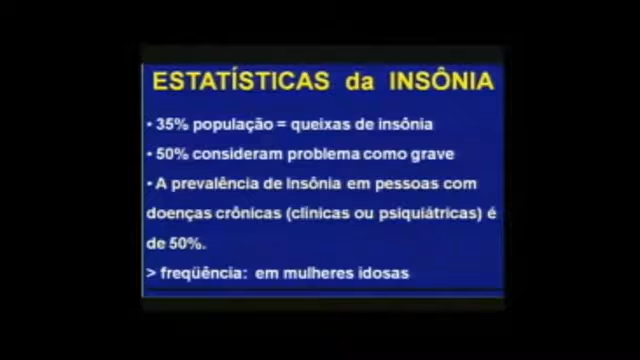 ESTATÍSTICAS da INSÔNIA
• 35% população = queixas de insônia
• 50% consideram problema como grave
• A prevalência de Insônia em pessoas com
doenças crônicas (clínicas ou psiquiátricas) é
de 50%.
> freqüência: em mulheres idosas